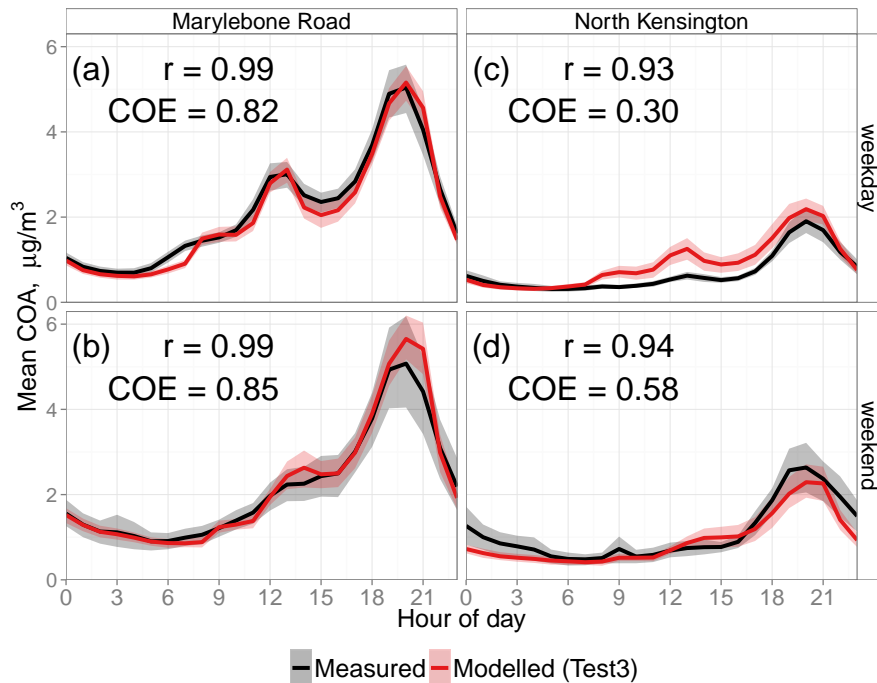 Marylebone Road
North Kensington
6
(a)
r = 0.99
COE = 0.82
(c)
r = 0.93
COE = 0.30
weekday
4
2
0
Mean COA, μg/m³
6
(b)
r = 0.99
COE = 0.85
(d)
r = 0.94
COE = 0.58
weekend
4
2
0
0 3 6 9 12 15 18 21
0 3 6 9 12 15 18 21
Hour of day
Measured
Modelled (Test3)